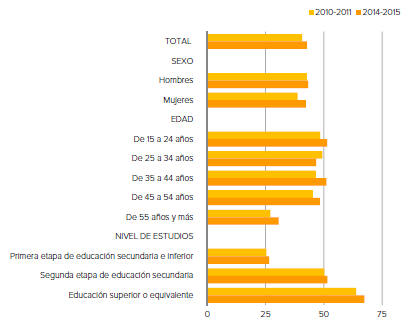 2010-2011 2014-2015
TOTAL
SEXO
Hombres
Mujeres
EDAD
De 15 a 24 años
De 25 a 34 años
De 35 a 44 años
De 45 a 54 años
De 55 años y más
NIVEL DE ESTUDIOS
Primera etapa de educación secundaria e inferior
Segunda etapa de educación secundaria
Educación superior o equivalente
0 25 50 75